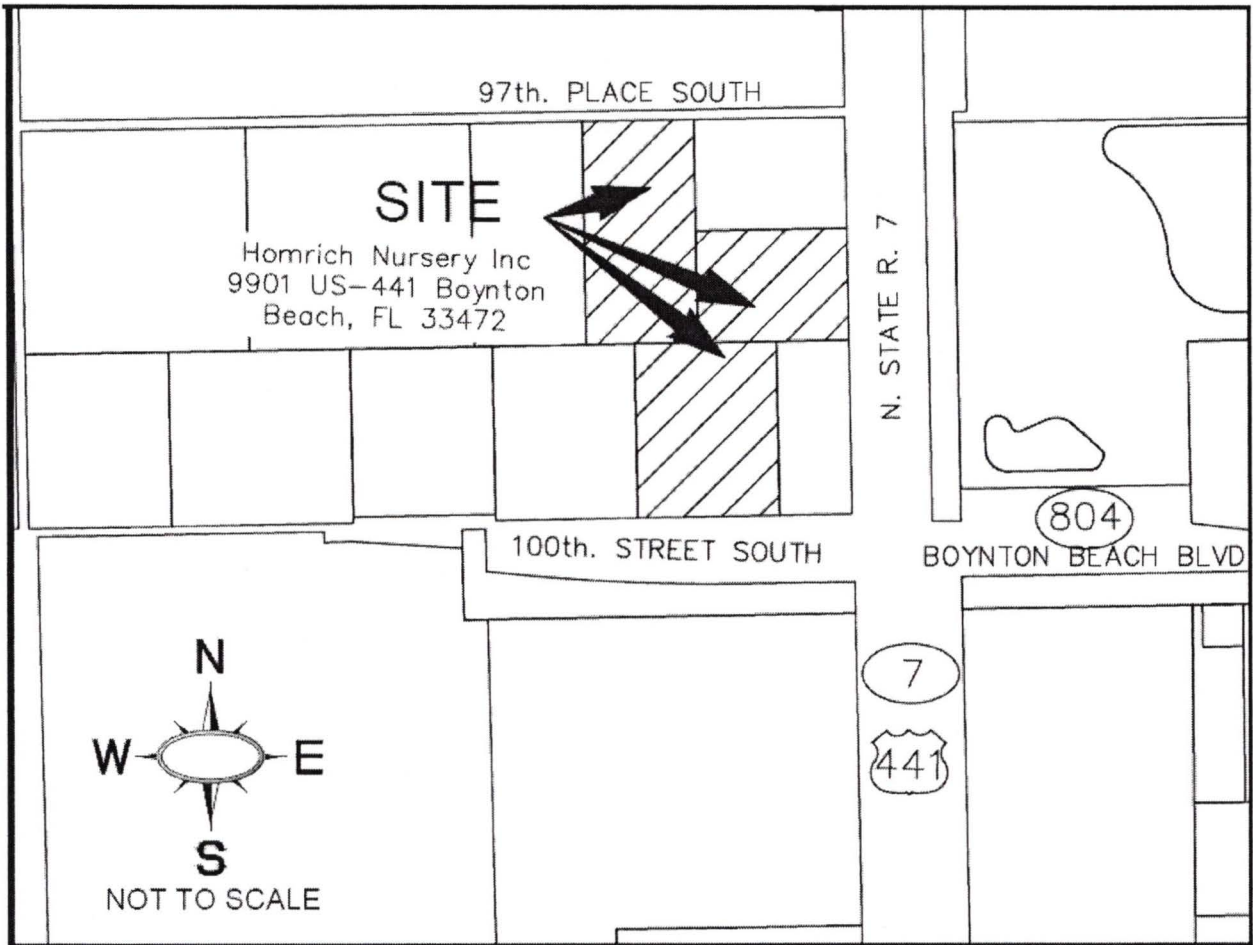 97th. PLACE SOUTH
SITE
Homrich Nursery Inc
9901 US-441 Boynton
Beach, FL 33472
N. STATE R. 7
804
100th. STREET SOUTH
BOYNTON BEACH BLVD
7
441
N
W
E
S
NOT TO SCALE